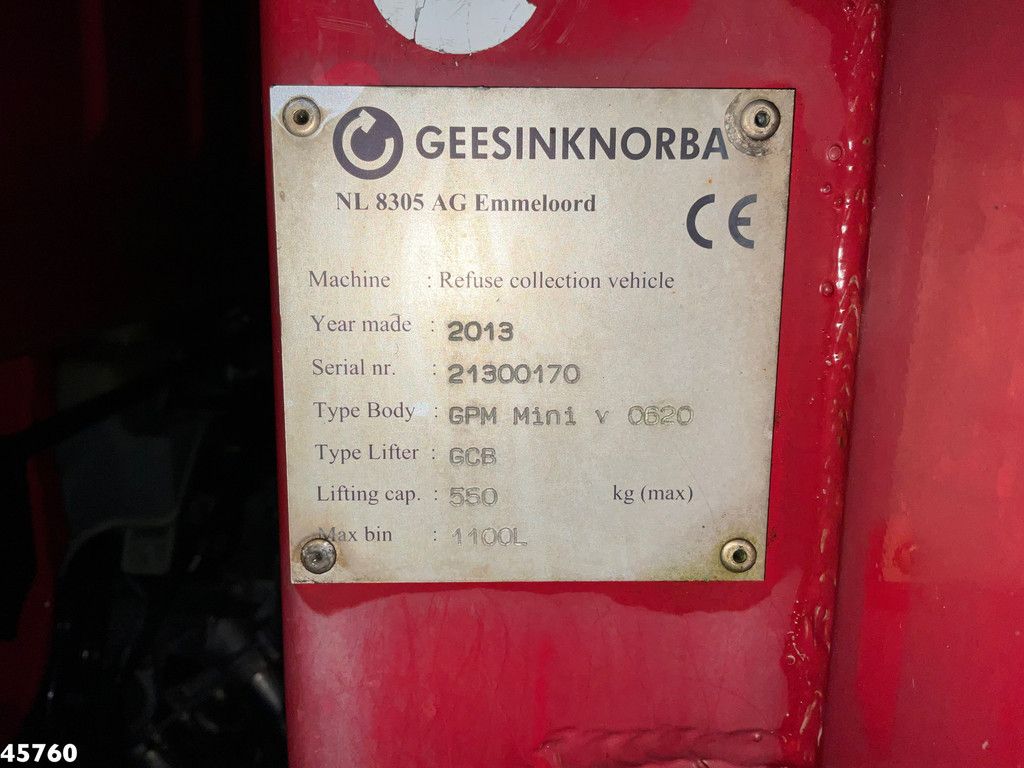 GEESINKNORBA
NL 8305 AG Emmeloord
CE
Machine : Refuse collection vehicle
Year made : 2013
Serial nr. : 21300170
Type Body : GPM Mini v 0620
Type Lifter : GCB
Lifting cap. : 550 kg (max)
Max bin : 1100L
45760